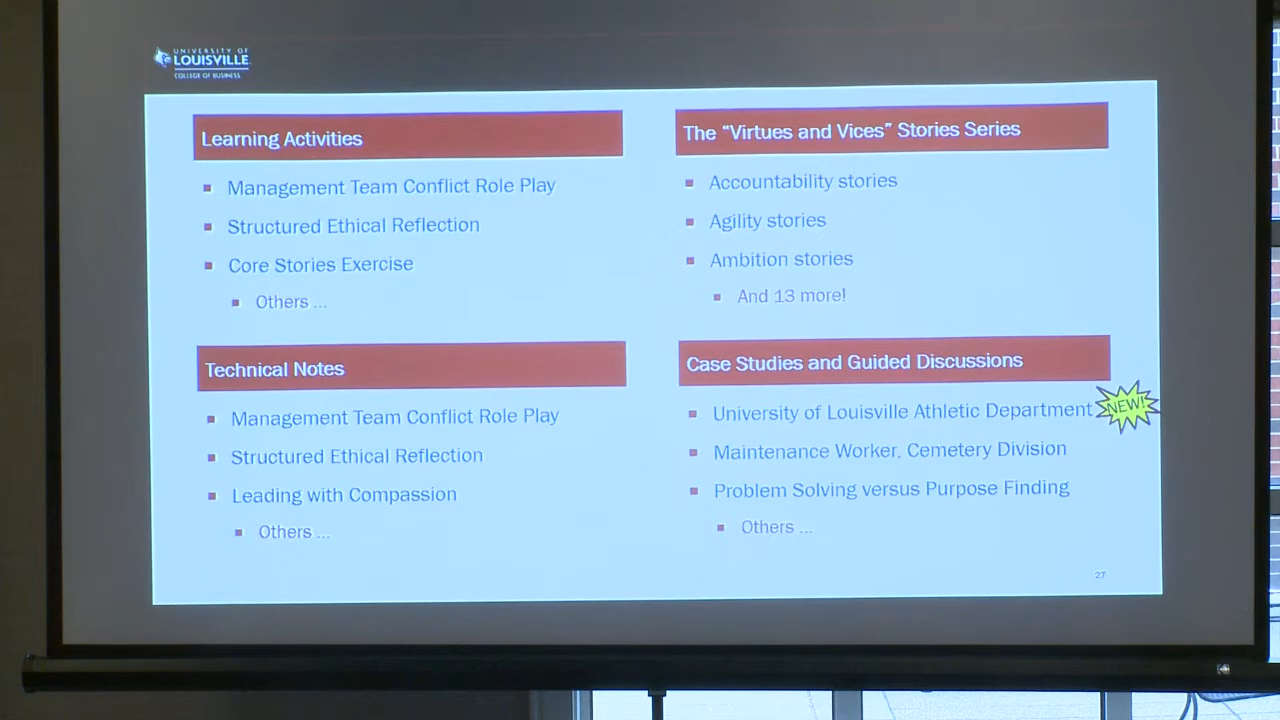 UNIVERSITY OF
LOUISVILLE
COLLEGE OF BUSINESS
Learning Activities
Management Team Conflict Role Play
Structured Ethical Reflection
Core Stories Exercise
Others ...
The “Virtues and Vices” Stories Series
Accountability stories
Agility stories
Ambition stories
And 13 more!
Technical Notes
Management Team Conflict Role Play
Structured Ethical Reflection
Leading with Compassion
Others ...
Case Studies and Guided Discussions
University of Louisville Athletic Department
NEW!
Maintenance Worker, Cemetery Division
Problem Solving versus Purpose Finding
Others ...
27